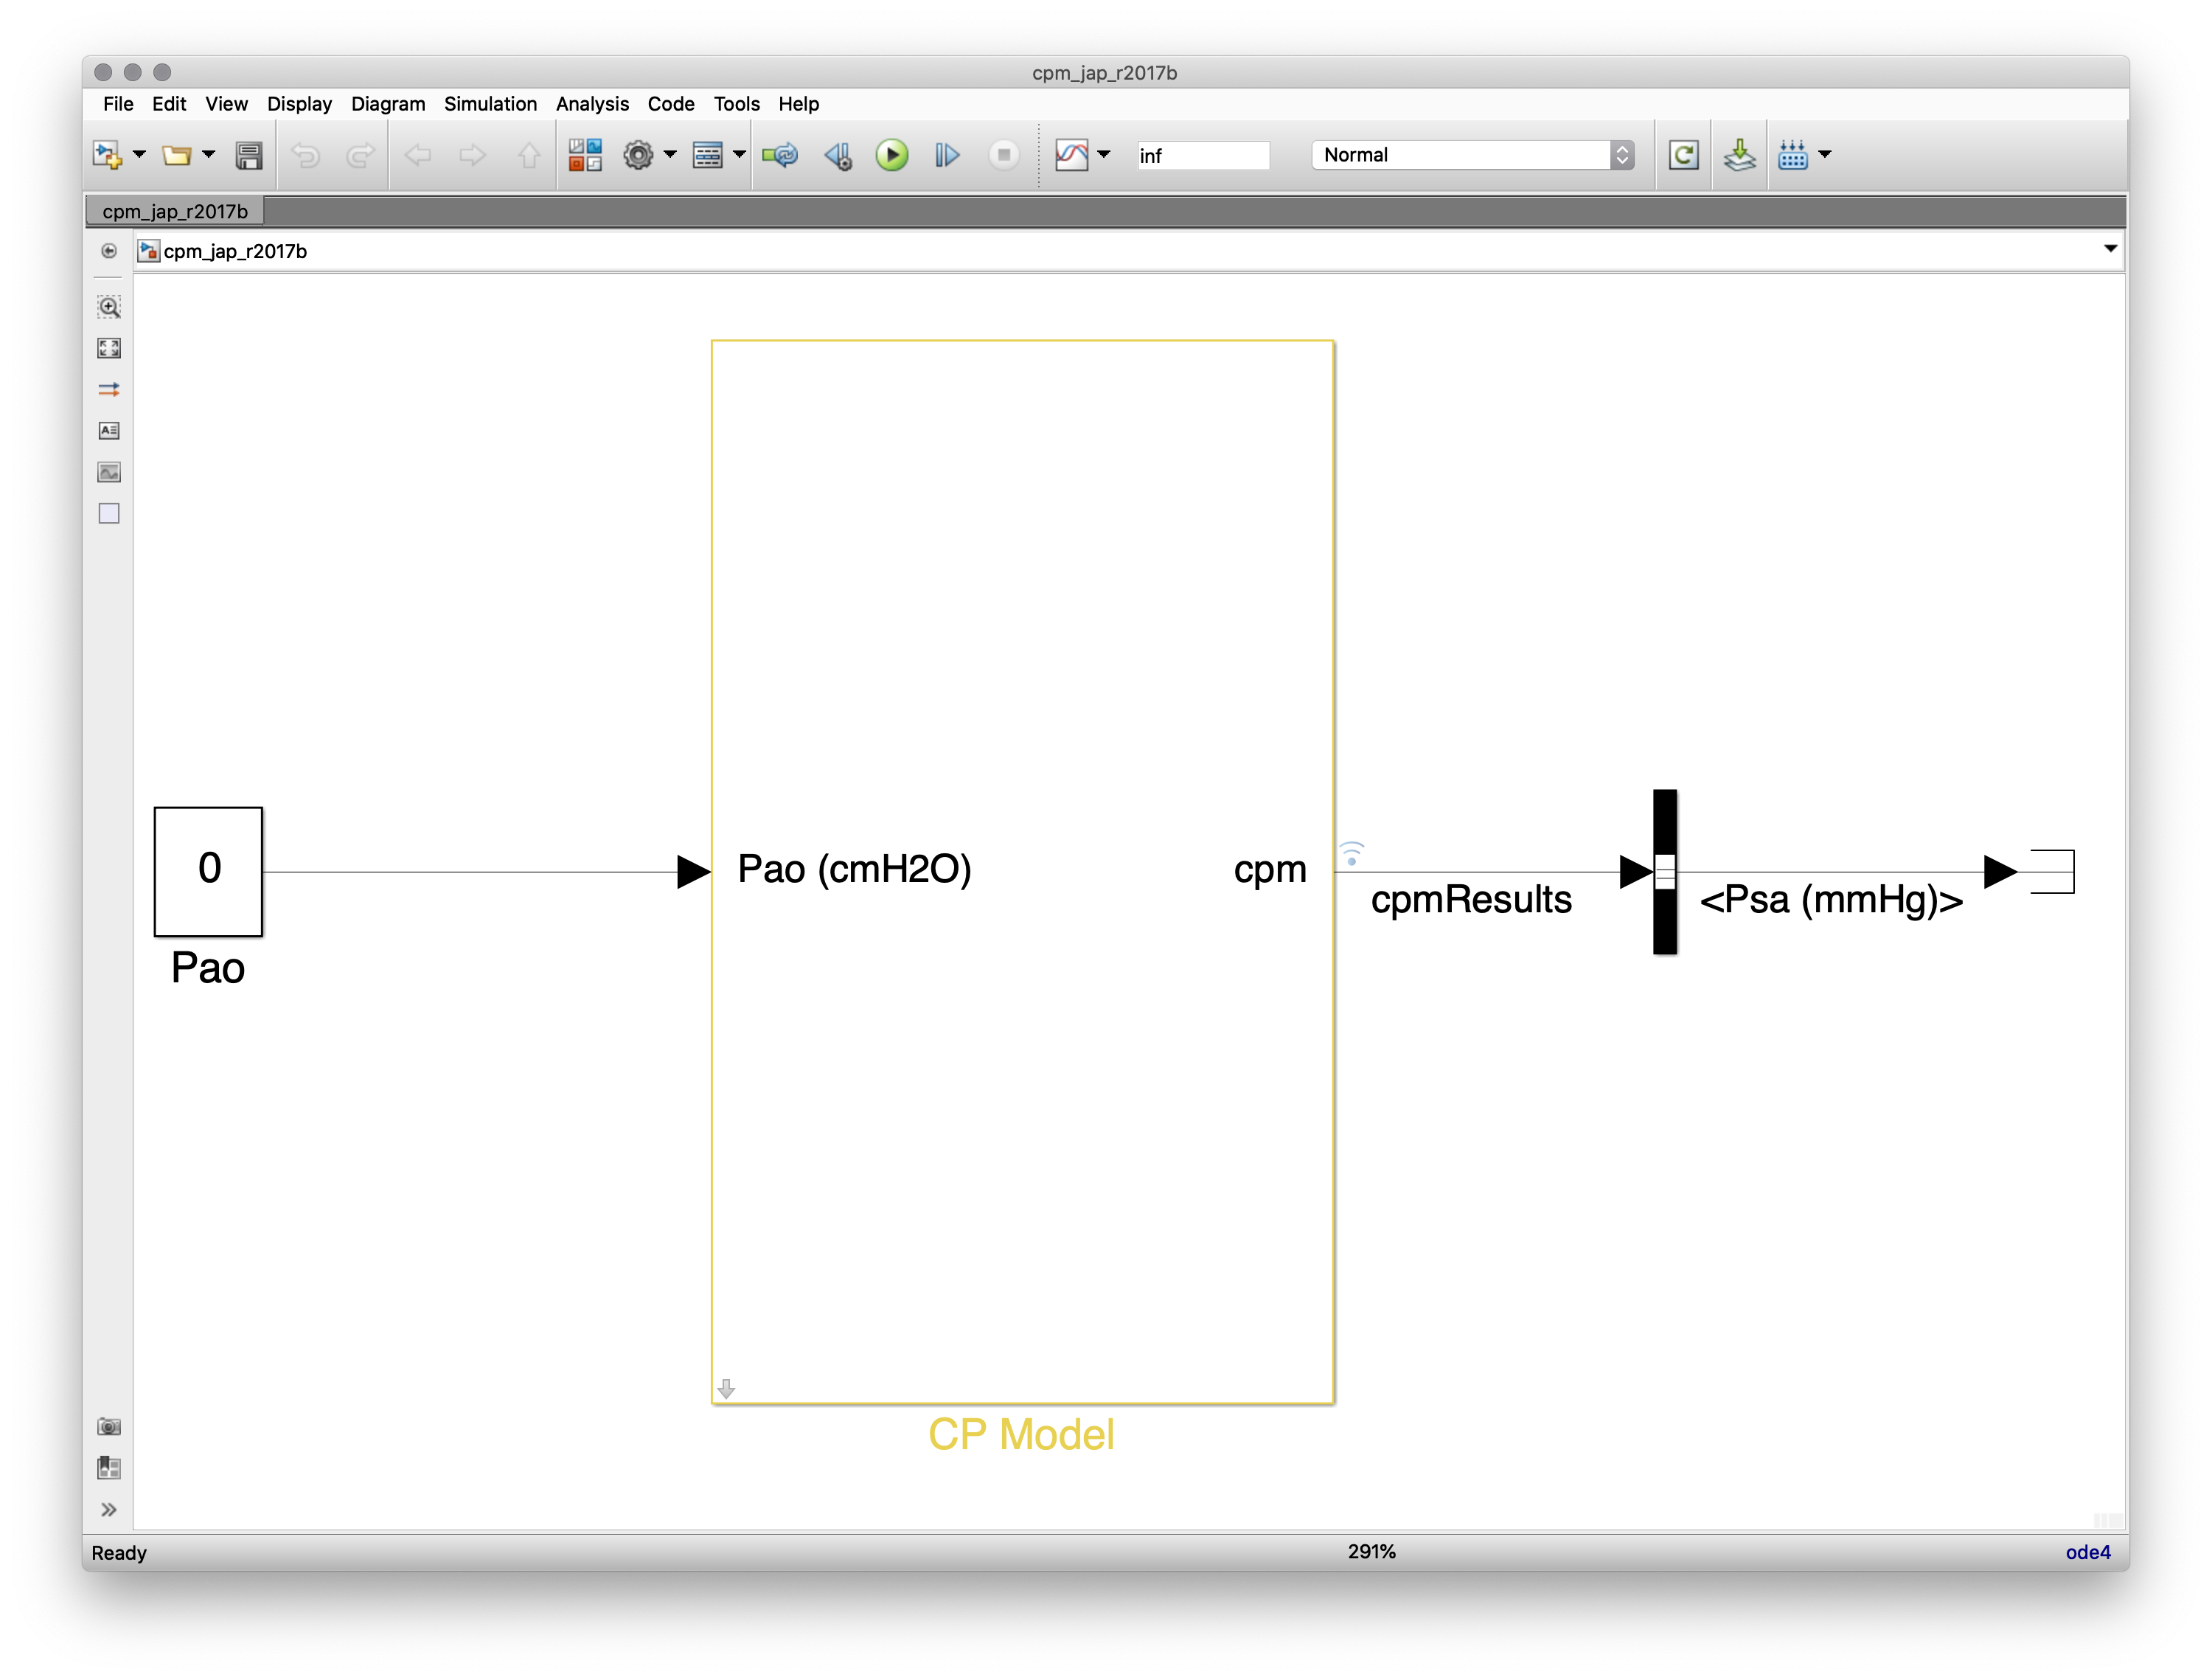 cpm_jap_r2017b
File Edit View Display Diagram Simulation Analysis Code Tools Help
inf Normal
cpm_jap_r2017b
cpm_jap_r2017b
0
Pao
Pao (cmH2O)
cpm
cpmResults
<Psa (mmHg)>
CP Model
Ready 291% ode4